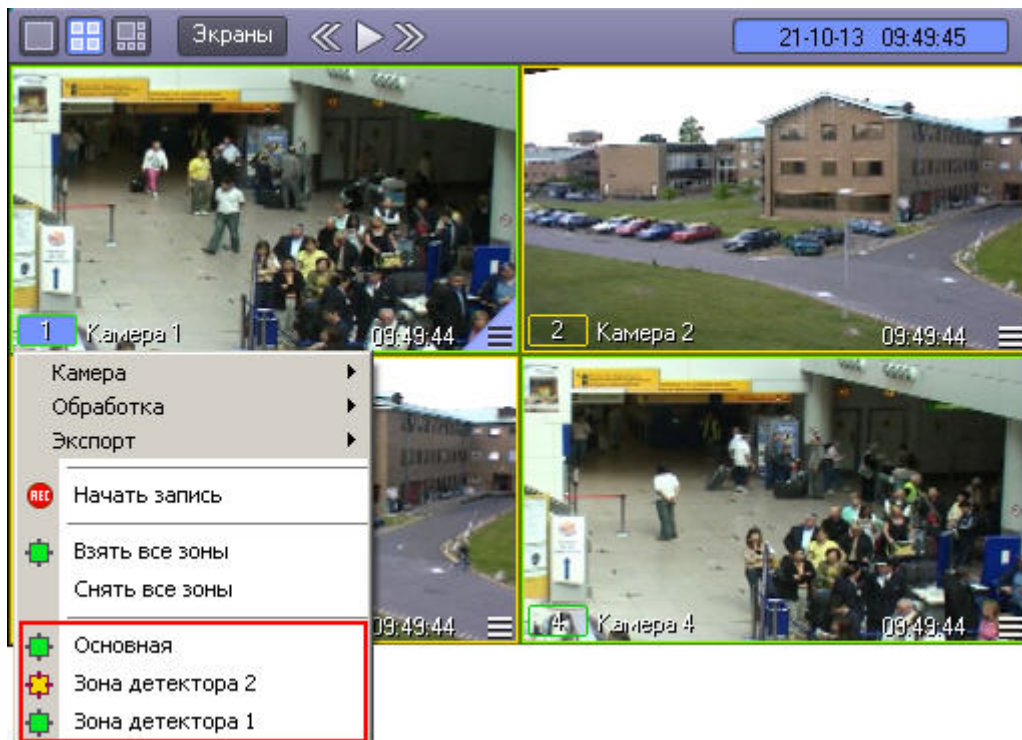 Экраны
21-10-13 09:49:45
1 Камера 1 09:49:44
2 Камера 2 09:49:44
Камера
Обработка
Экспорт
REC Начать запись
Взять все зоны
Снять все зоны
09:49:44
4 Камера 4 09:49:44
Основная
Зона детектора 2
Зона детектора 1